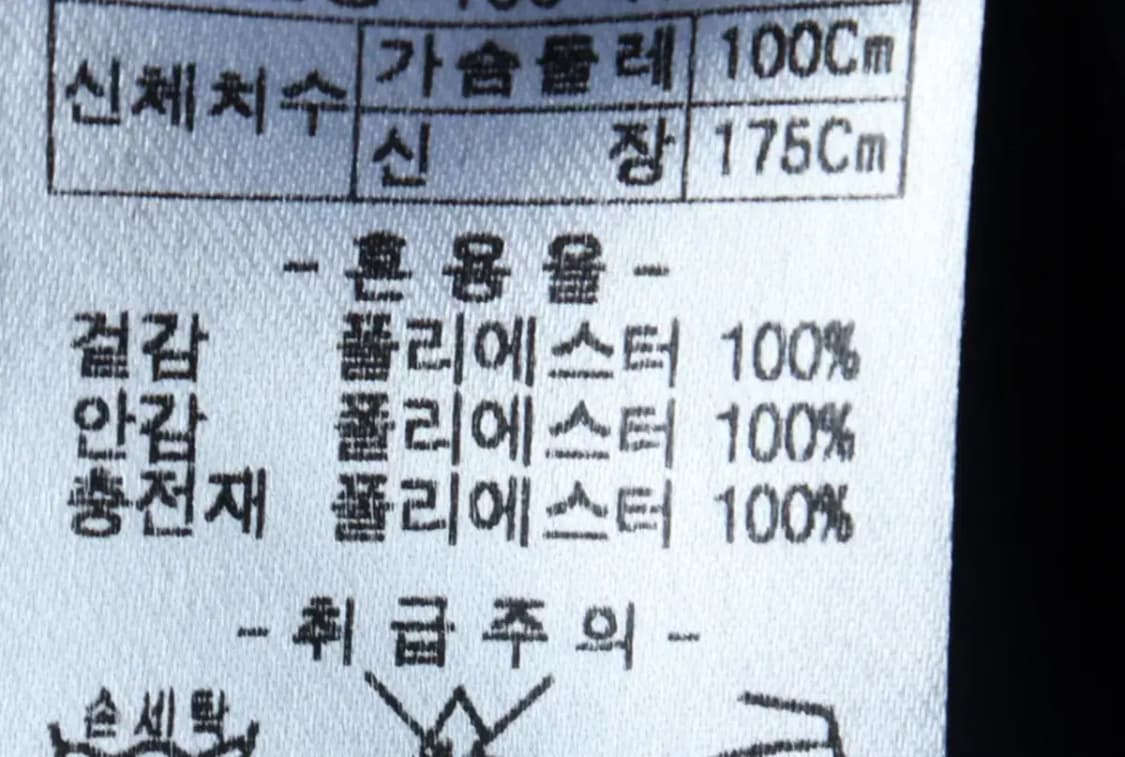 신체치수 가슴둘레 100Cm
신 장 175Cm
- 혼 용 율 -
겉감 폴리에스터 100%
안감 폴리에스터 100%
충전재 폴리에스터 100%
- 취 급 주 의 -
손세탁